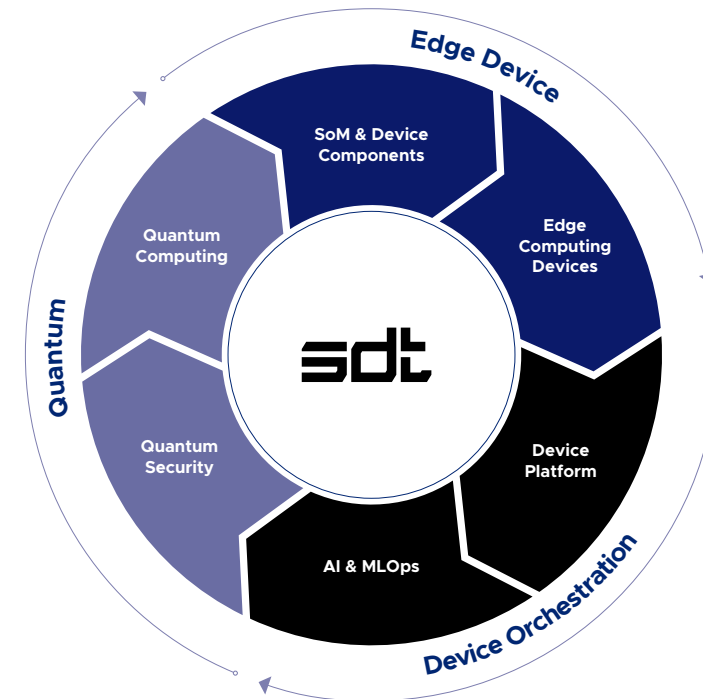 Edge Device
SoM & Device
Components
Edge
Computing
Devices
Quantum
Computing
Quantum
sdt
Quantum
Security
Device
Platform
AI & MLOps
Device Orchestration